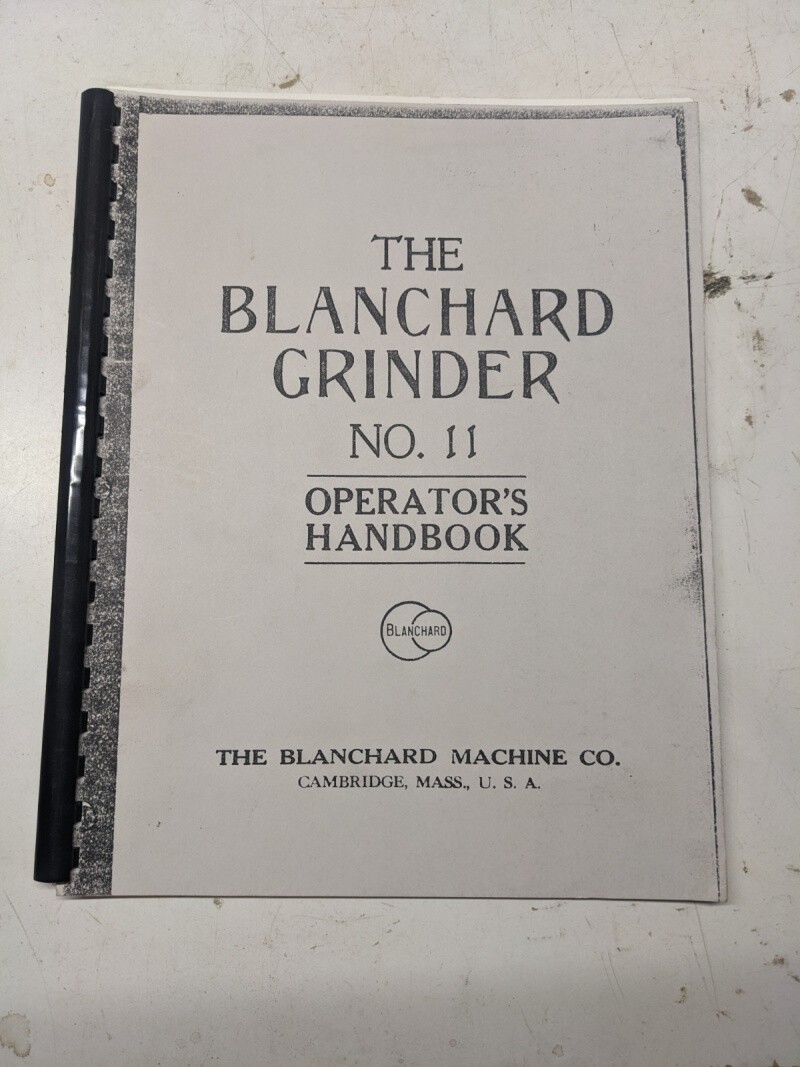 THE
BLANCHARD
GRINDER
NO. 11
OPERATOR'S
HANDBOOK
BLANCHARD
THE BLANCHARD MACHINE CO.
CAMBRIDGE, MASS., U. S. A.